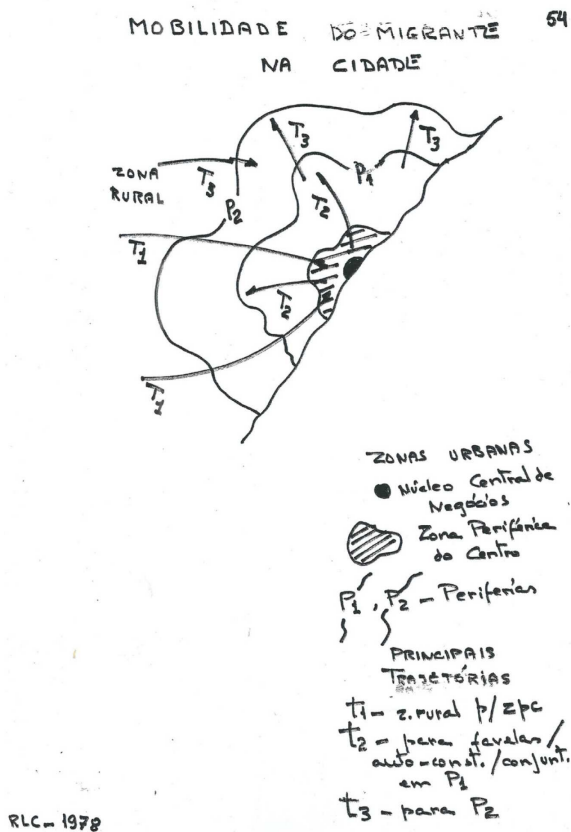 54
MOBILIDADE DO MIGRANTE
NA CIDADE
T3
T3
ZONA
RURAL
T3
P1
P2
T2
T1
T2
T1
ZONAS URBANAS
Núcleo Central de
Negócios
Zona Periférica
do Centro
P1, P2 - Periferias
PRINCIPAIS
TRAJETÓRIAS
t1 - z.rural p/ zpc
t2 - para favelas/
auto-const./conjunt.
em P1
t3 - para P2
RLC - 1978